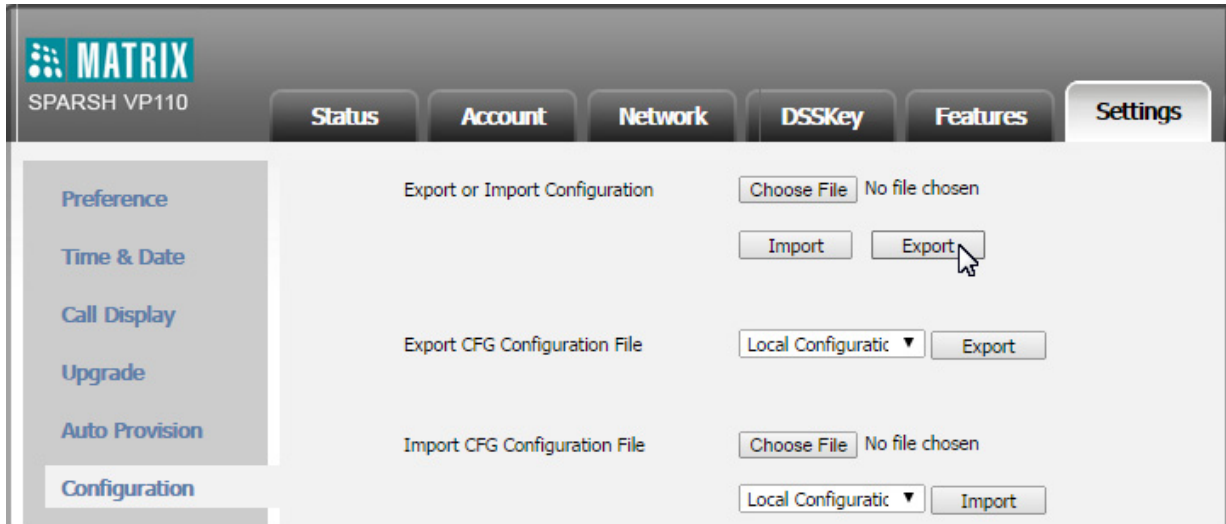 MATRIX
SPARSH VP110
Status Account Network DSSKey Features Settings
Preference
Time & Date
Call Display
Upgrade
Auto Provision
Configuration
Export or Import Configuration Choose File No file chosen
Import Export
Export CFG Configuration File Local Configuratic Export
Import CFG Configuration File Choose File No file chosen
Local Configuratic Import